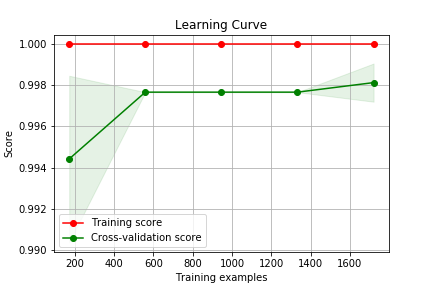 Learning Curve
1.000
0.998
0.996
0.994
0.992
0.990
Score
Training score
Cross-validation score
200 400 600 800 1000 1200 1400 1600
Training examples